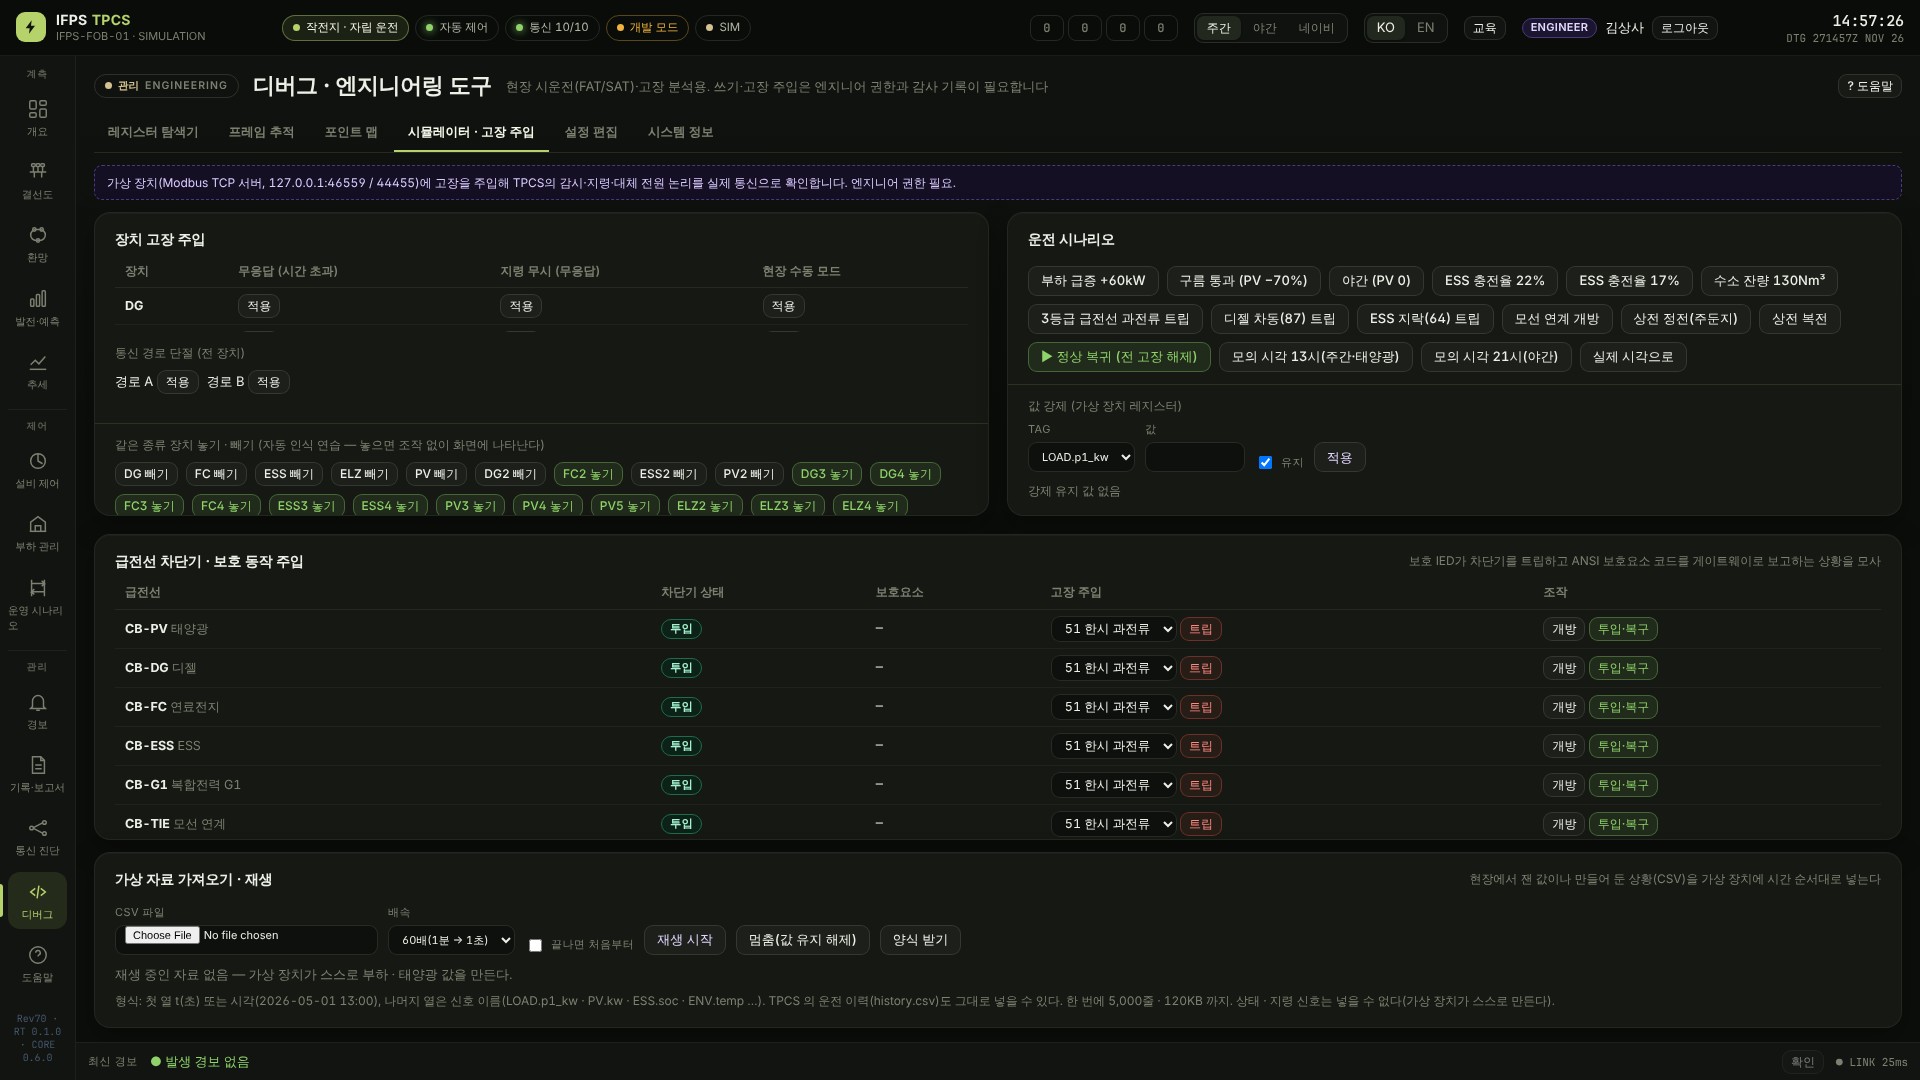 IFPS TPCS
IFPS-FOB-01 · SIMULATION
작전지 · 자립 운전
자동 제어
통신 10/10
개발 모드
SIM
0 0 0 0
주간 야간 네이비
KO EN
교육
ENGINEER 김상사 로그아웃
14:57:26
DTG 271457Z NOV 26
계측
개요
결선도
환망
발전·예측
추세
제어
설비 제어
부하 관리
운영 시나리오
관리
경보
기록·보고서
통신 진단
디버그
도움말
Rev70 ·
RT 0.1.0
· CORE
0.6.0
관리 ENGINEERING
디버그 · 엔지니어링 도구
현장 시운전(FAT/SAT)·고장 분석용. 쓰기·고장 주입은 엔지니어 권한과 감사 기록이 필요합니다
? 도움말
레지스터 탐색기 프레임 추적 포인트 맵 시뮬레이터 · 고장 주입 설정 편집 시스템 정보
가상 장치(Modbus TCP 서버, 127.0.0.1:46559 / 44455)에 고장을 주입해 TPCS의 감시·지령·대체 전원 논리를 실제 통신으로 확인합니다. 엔지니어 권한 필요.
장치 고장 주입
장치 무응답 (시간 초과) 지령 무시 (무응답) 현장 수동 모드
DG 적용 적용 적용
통신 경로 단절 (전 장치)
경로 A 적용 경로 B 적용
같은 종류 장치 놓기 · 빼기 (자동 인식 연습 — 놓으면 조작 없이 화면에 나타난다)
DG 빼기 FC 빼기 ESS 빼기 ELZ 빼기 PV 빼기 DG2 빼기 FC2 놓기 ESS2 빼기 PV2 빼기 DG3 놓기 DG4 놓기
FC3 놓기 FC4 놓기 ESS3 놓기 ESS4 놓기 PV3 놓기 PV4 놓기 PV5 놓기 ELZ2 놓기 ELZ3 놓기 ELZ4 놓기
운전 시나리오
부하 급증 +60kW 구름 통과 (PV −70%) 야간 (PV 0) ESS 충전율 22% ESS 충전율 17% 수소 잔량 130Nm³
3등급 급전선 과전류 트립 디젤 차동(87) 트립 ESS 지락(64) 트립 모선 연계 개방 상전 정전(주둔지) 상전 복전
▶ 정상 복귀 (전 고장 해제) 모의 시각 13시(주간·태양광) 모의 시각 21시(야간) 실제 시각으로
값 강제 (가상 장치 레지스터)
TAG 값
LOAD.p1_kw 유지 적용
강제 유지 값 없음
급전선 차단기 · 보호 동작 주입
보호 IED가 차단기를 트립하고 ANSI 보호요소 코드를 게이트웨이로 보고하는 상황을 모사
급전선 차단기 상태 보호요소 고장 주입 조작
CB-PV 태양광 투입 — 51 한시 과전류 트립 개방 투입·복구
CB-DG 디젤 투입 — 51 한시 과전류 트립 개방 투입·복구
CB-FC 연료전지 투입 — 51 한시 과전류 트립 개방 투입·복구
CB-ESS ESS 투입 — 51 한시 과전류 트립 개방 투입·복구
CB-G1 복합전력 G1 투입 — 51 한시 과전류 트립 개방 투입·복구
CB-TIE 모선 연계 투입 — 51 한시 과전류 트립 개방 투입·복구
가상 자료 가져오기 · 재생
현장에서 잰 값이나 만들어 둔 상황(CSV)을 가상 장치에 시간 순서대로 넣는다
CSV 파일 배속
Choose File No file chosen 60배(1분 → 1초) 끝나면 처음부터 재생 시작 멈춤(값 유지 해제) 양식 받기
재생 중인 자료 없음 — 가상 장치가 스스로 부하 · 태양광 값을 만든다.
형식: 첫 열 t(초) 또는 시각(2026-05-01 13:00), 나머지 열은 신호 이름(LOAD.p1_kw · PV.kw · ESS.soc · ENV.temp …). TPCS 의 운전 이력(history.csv)도 그대로 넣을 수 있다. 한 번에 5,000줄 · 120KB 까지. 상태 · 지령 신호는 넣을 수 없다(가상 장치가 스스로 만든다).
최신 경보 발생 경보 없음
확인 LINK 25ms